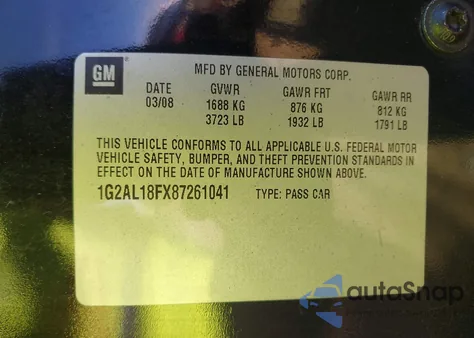 GM
MFD BY GENERAL MOTORS CORP.
DATE GVWR GAWR FRT GAWR RR
03/08 1688 KG 876 KG 812 KG
3723 LB 1932 LB 1791 LB
THIS VEHICLE CONFORMS TO ALL APPLICABLE U.S. FEDERAL MOTOR
VEHICLE SAFETY, BUMPER, AND THEFT PREVENTION STANDARDS IN
EFFECT ON THE DATE OF MANUFACTURE SHOWN ABOVE.
1G2AL18FX87261041 TYPE: PASS CAR
autoSnap